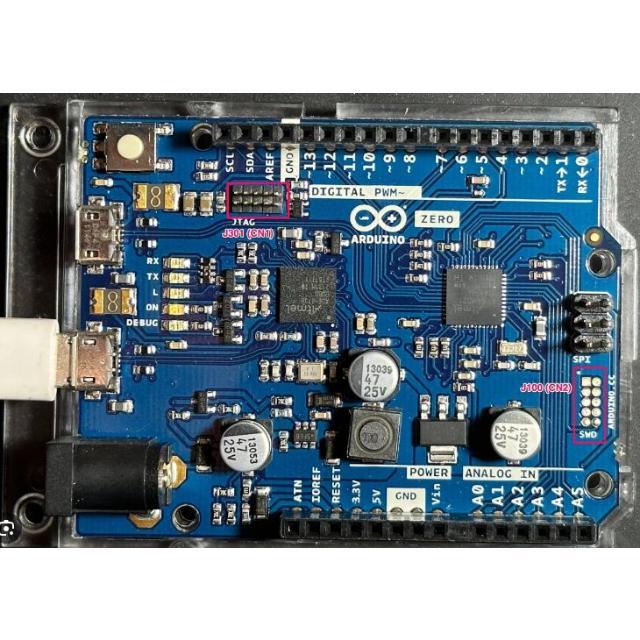 SCL
SDA
AREF
GND
~13
~12
~11
~10
~9
~8
~7
~6
~5
4
~3
~2
TX→1
RX←0
DIGITAL PWM~
JTAG
J301 (CN1)
ARDUINO
ZERO
RX
TX
L
ON
DEBUG
Atmel
13039
47
25V
SPI
J100 (CN2)
ARDUINO.CC
SWD
13053
47
25V
13039
47
25V
POWER
ANALOG IN
ATN
IOREF
RESET
3.3V
5V
GND
Vin
A0
A1
A2
A3
A4
A5